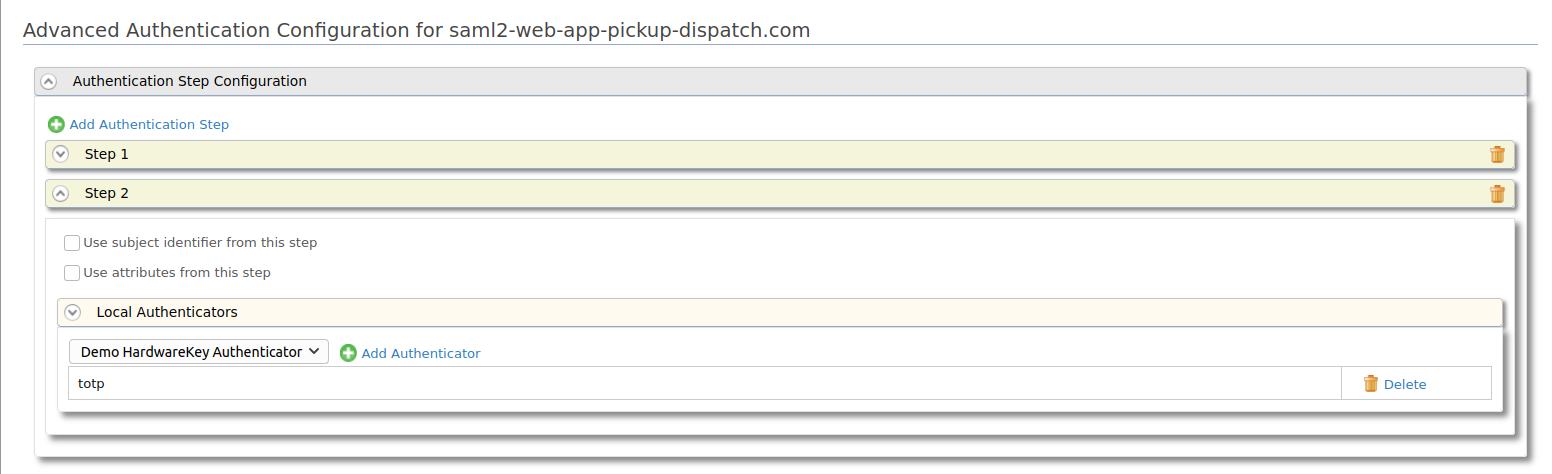 Advanced Authentication Configuration for saml2-web-app-pickup-dispatch.com
Authentication Step Configuration
Add Authentication Step
Step 1
Step 2
Use subject identifier from this step
Use attributes from this step
Local Authenticators
Demo HardwareKey Authenticator Add Authenticator
totp Delete